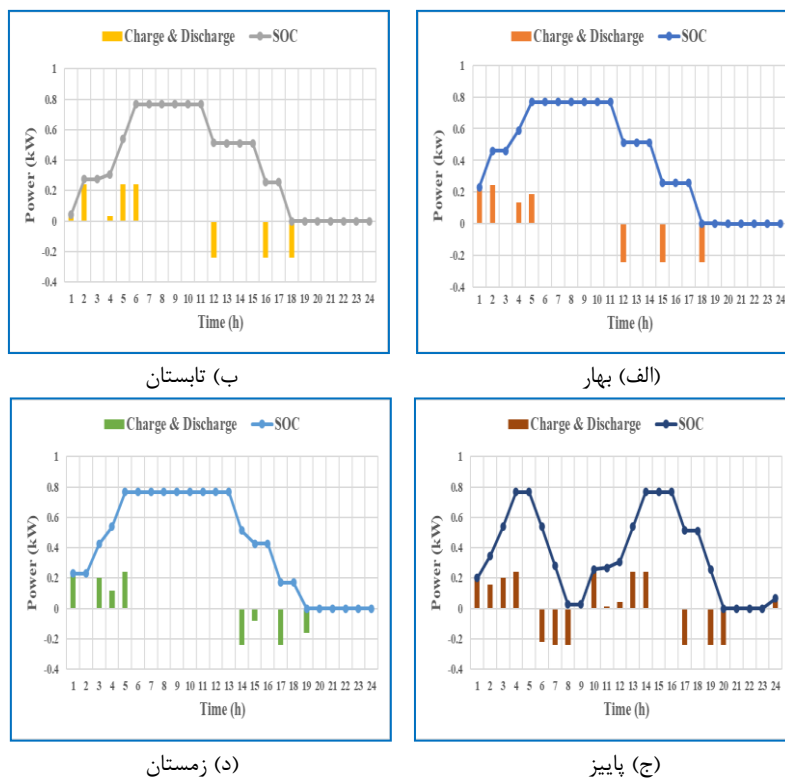 Charge & Discharge SOC
Power (kw)
1
0.8
0.6
0.4
0.2
0
-0.2
-0.4
1 2 3 4 5 6 7 8 9 10 11 12 13 14 15 16 17 18 19 20 21 22 23 24
Time (h)
(الف) بهار
Charge & Discharge SOC
Power (kW)
1
0.8
0.6
0.4
0.2
0
-0.2
-0.4
1 2 3 4 5 6 7 8 9 10 11 12 13 14 15 16 17 18 19 20 21 22 23 24
Time (h)
ب) تابستان
Charge & Discharge SOC
Power (kW)
1
0.8
0.6
0.4
0.2
0
-0.2
-0.4
1 2 3 4 5 6 7 8 9 10 11 12 13 14 15 16 17 18 19 20 21 22 23 24
Time (h)
(ج) پاییز
Charge & Discharge SOC
Power (kW)
1
0.8
0.6
0.4
0.2
0
-0.2
-0.4
1 2 3 4 5 6 7 8 9 10 11 12 13 14 15 16 17 18 19 20 21 22 23 24
Time (h)
(د) زمستان